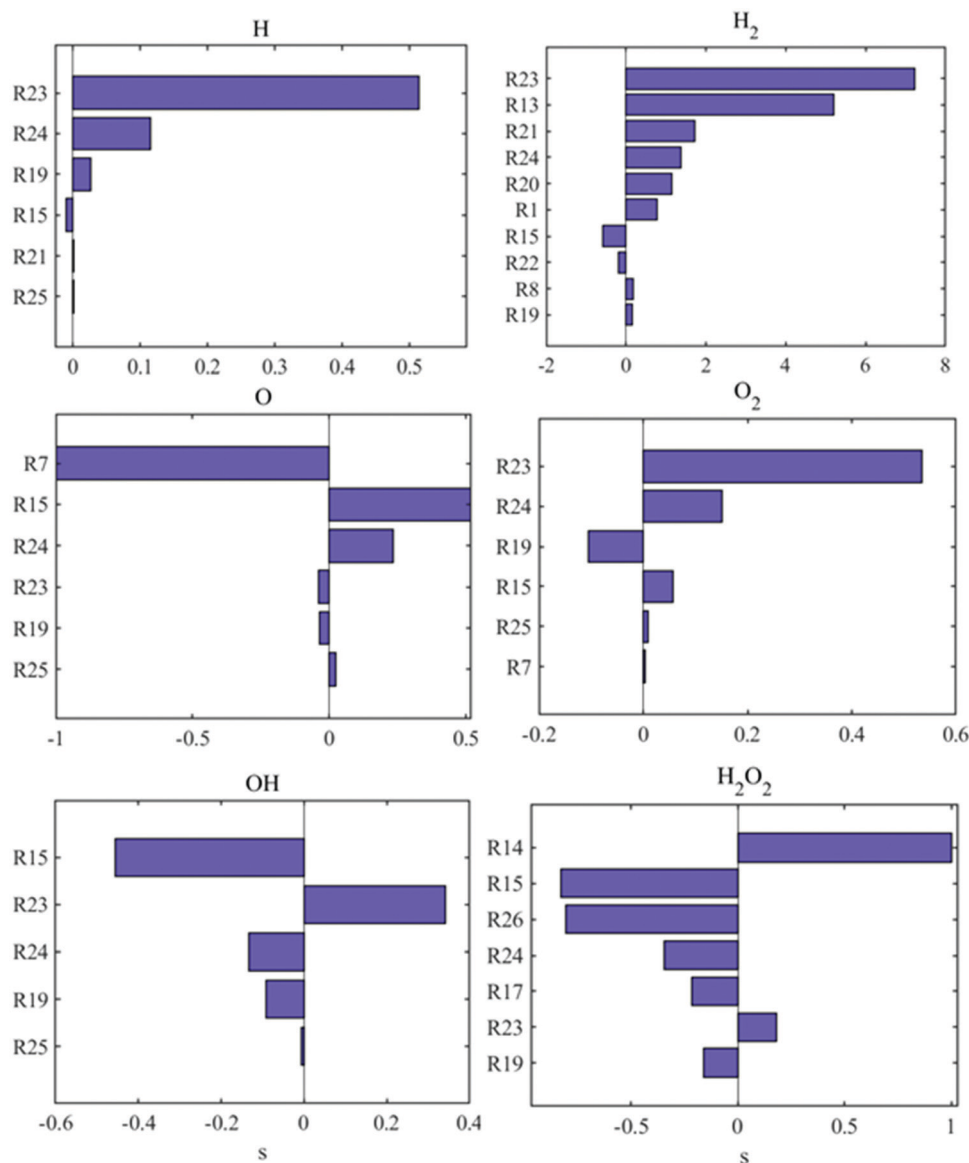 H
R23
R24
R19
R15
R21
R25
0 0.1 0.2 0.3 0.4 0.5
H₂
R23
R13
R21
R24
R20
R1
R15
R22
R8
R19
-2 0 2 4 6 8
O
R7
R15
R24
R23
R19
R25
-1 -0.5 0 0.5
O₂
R23
R24
R19
R15
R25
R7
-0.2 0 0.2 0.4 0.6
OH
R15
R23
R24
R19
R25
-0.6 -0.4 -0.2 0 0.2 0.4
s
H₂O₂
R14
R15
R26
R24
R17
R23
R19
-0.5 0 0.5 1
s